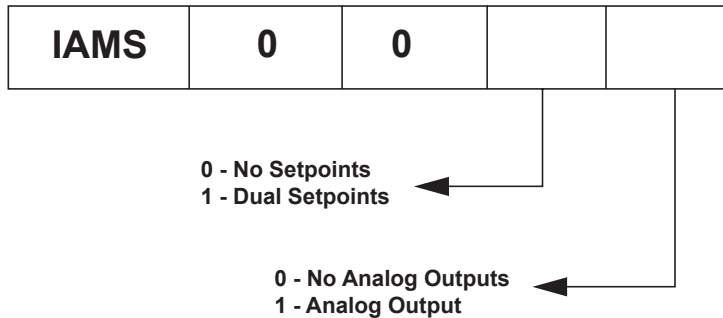 IAMS 0 0
0 - No Setpoints
1 - Dual Setpoints
0 - No Analog Outputs
1 - Analog Output